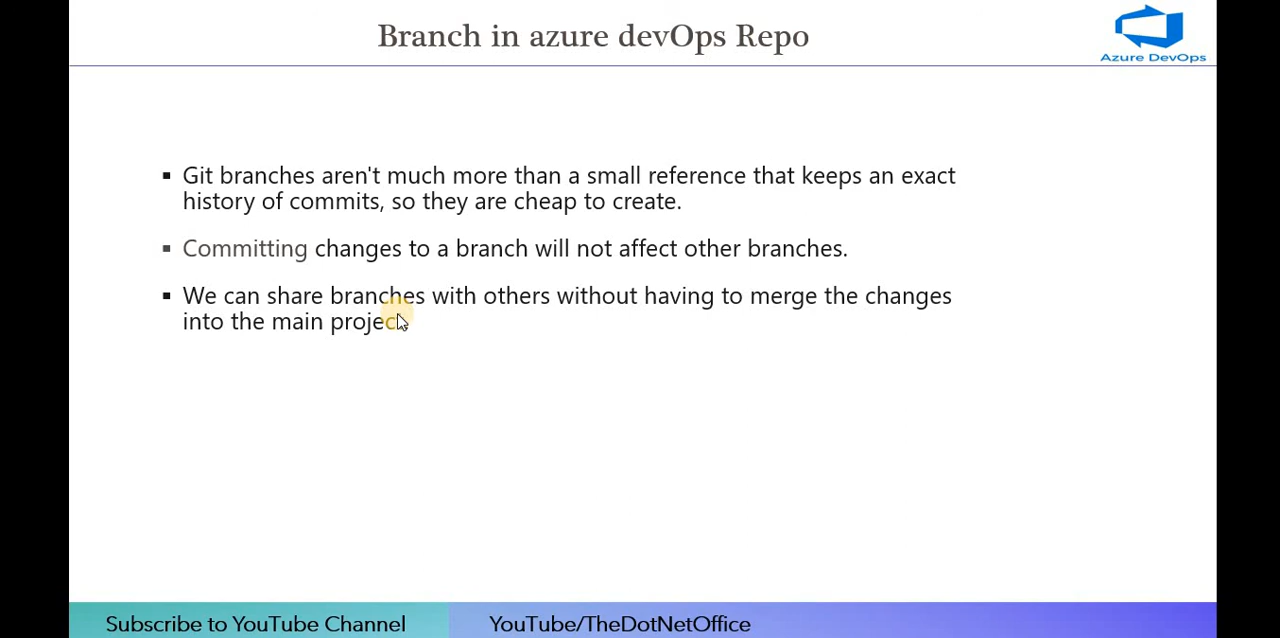 Branch in azure devOps Repo
Azure DevOps
▪ Git branches aren't much more than a small reference that keeps an exact
history of commits, so they are cheap to create.
▪ Committing changes to a branch will not affect other branches.
▪ We can share branches with others without having to merge the changes
into the main project
Subscribe to YouTube Channel
YouTube/TheDotNetOffice